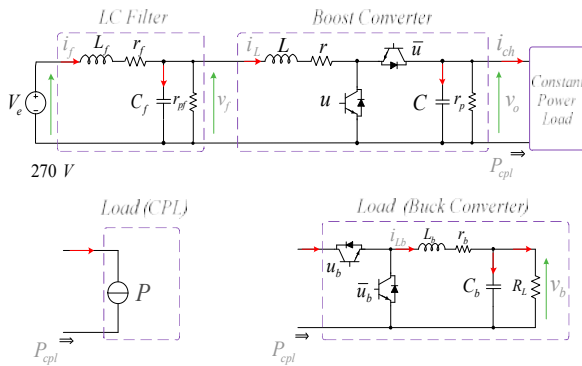 LC Filter
Boost Converter
i_f L_f r_f i_L L r ū i_ch
V_e C_f r_pf v_f u C r_p v_o
Constant
Power
Load
270 V
P_cpl ⇒
Load (CPL)
Load (Buck Converter)
P
u_b i_Lb L_b r_b
ū_b C_b R_L v_b
P_cpl ⇒
P_cpl ⇒